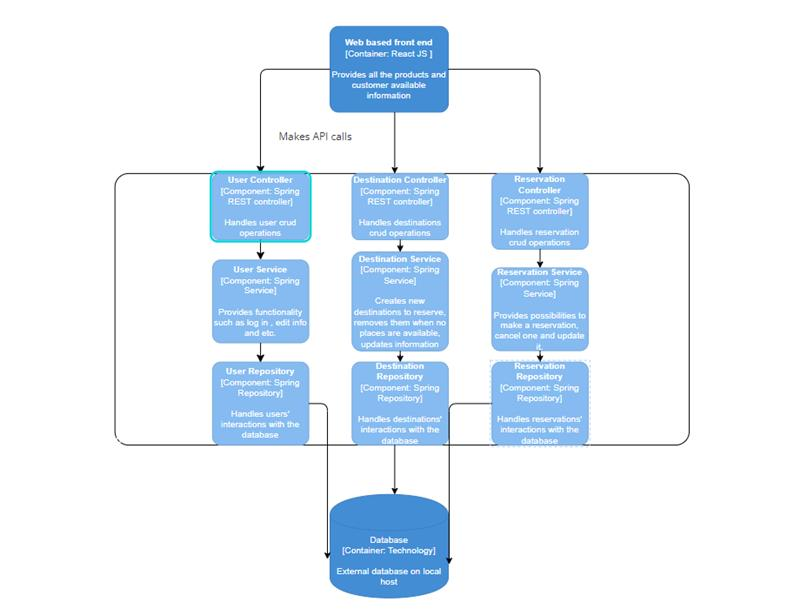 Web based front end
[Container: React JS ]
Provides all the products and
customer available
information
Makes API calls
User Controller
[Component: Spring
REST controller]
Handles user crud
operations
Destination Controller
[Component: Spring
REST controller]
Handles destinations
crud operations
Reservation
Controller
[Component: Spring
REST controller]
Handles reservation
crud operations
User Service
[Component: Spring
Service]
Provides functionality
such as log in , edit info
and etc.
Destination Service
[Component: Spring
Service]
Creates new
destinations to reserve,
removes them when no
places are available,
updates information
Reservation Service
[Component: Spring
Service]
Provides possibilities to
make a reservation,
cancel one and update
it.
User Repository
[Component: Spring
Repository]
Handles users'
interactions with the
database
Destination
Repository
[Component: Spring
Repository]
Handles destinations'
interactions with the
database
Reservation
Repository
[Component: Spring
Repository]
Handles reservations'
interactions with the
database
Database
[Container: Technology]
External database on local
host